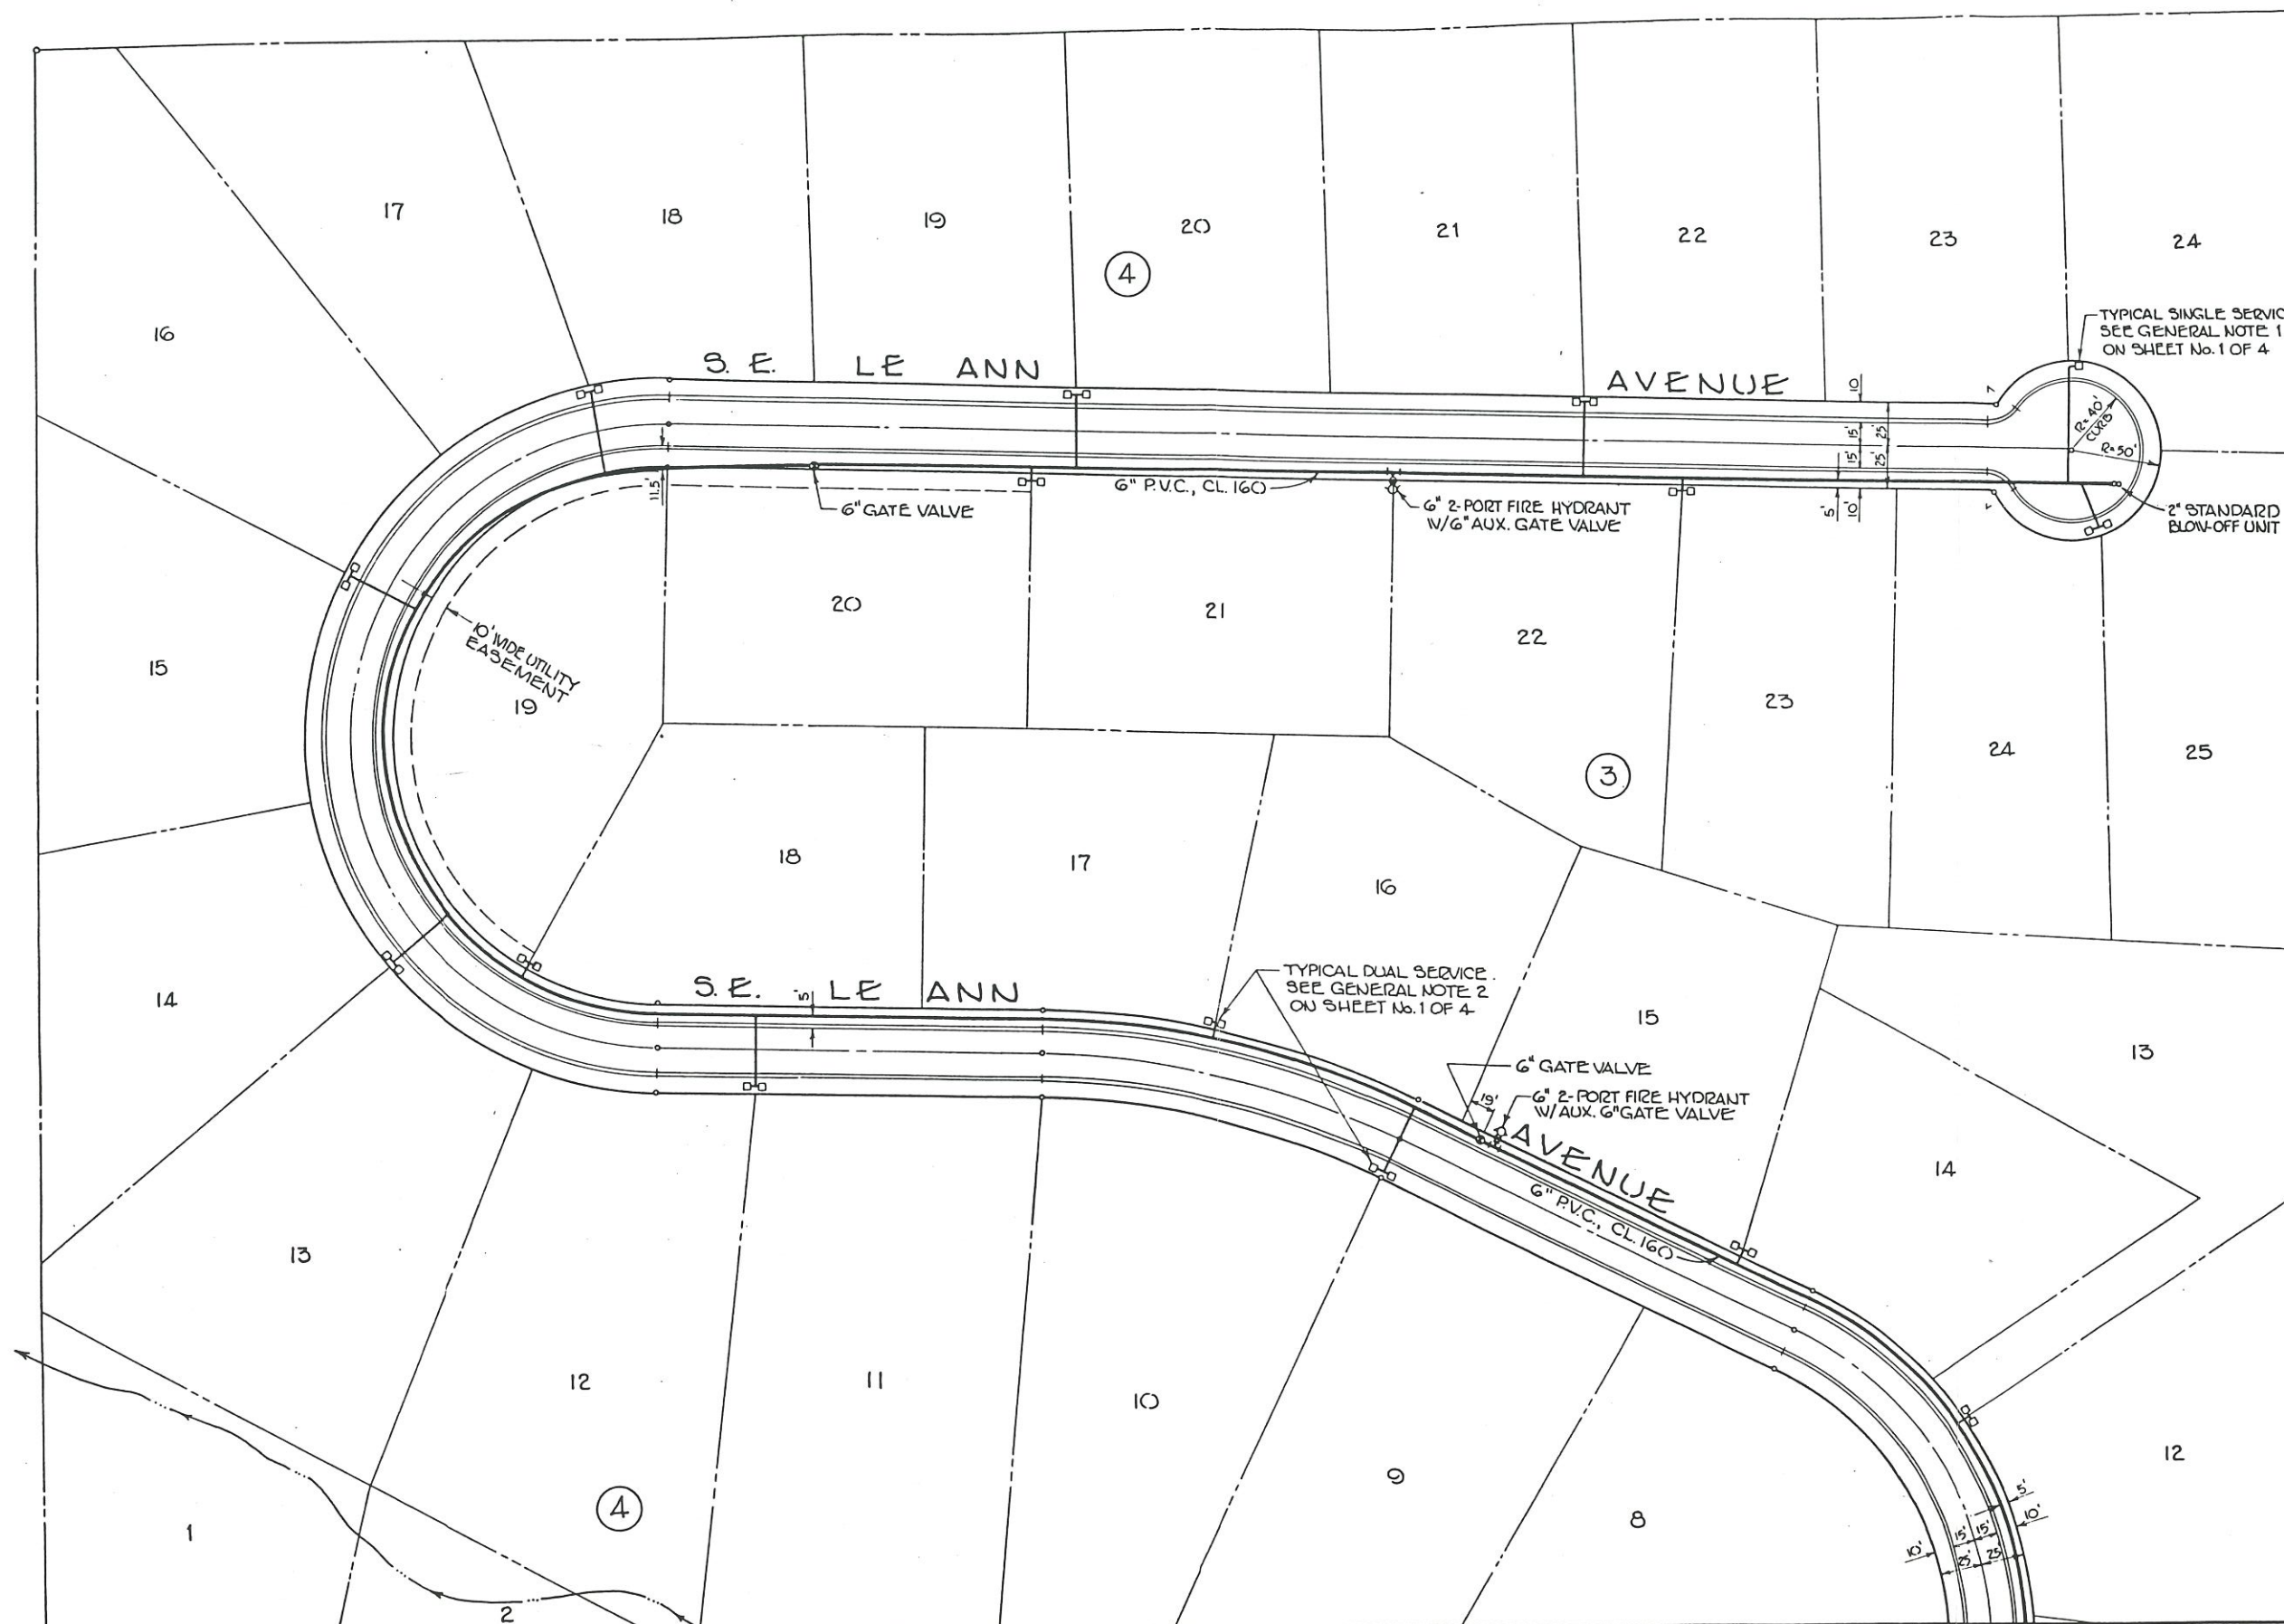 17
18
19
20
21
22
23
24
16
4
TYPICAL SINGLE SERVIC
SEE GENERAL NOTE 1
ON SHEET No. 1 OF 4
S. E. LE ANN AVENUE
10
15'
25'
15'
25'
5'
10'
R=40'
CURB
R=50'
11.5'
6" GATE VALVE
6" P.V.C., CL. 160
6" 2-PORT FIRE HYDRANT
W/6" AUX. GATE VALVE
2" STANDARD
BLOW-OFF UNIT
10' WIDE UTILITY
EASEMENT
19
20
21
22
23
24
25
3
15
18
17
16
15
14
13
14
S. E. LE ANN AVENUE
5'
TYPICAL DUAL SERVICE.
SEE GENERAL NOTE 2
ON SHEET No. 1 OF 4
6" GATE VALVE
19'
6" 2-PORT FIRE HYDRANT
W/AUX. 6" GATE VALVE
6" P.V.C., CL. 160
13
12
11
10
9
8
12
4
1
2
5'
10'
15'
15'
25'
25'
10'